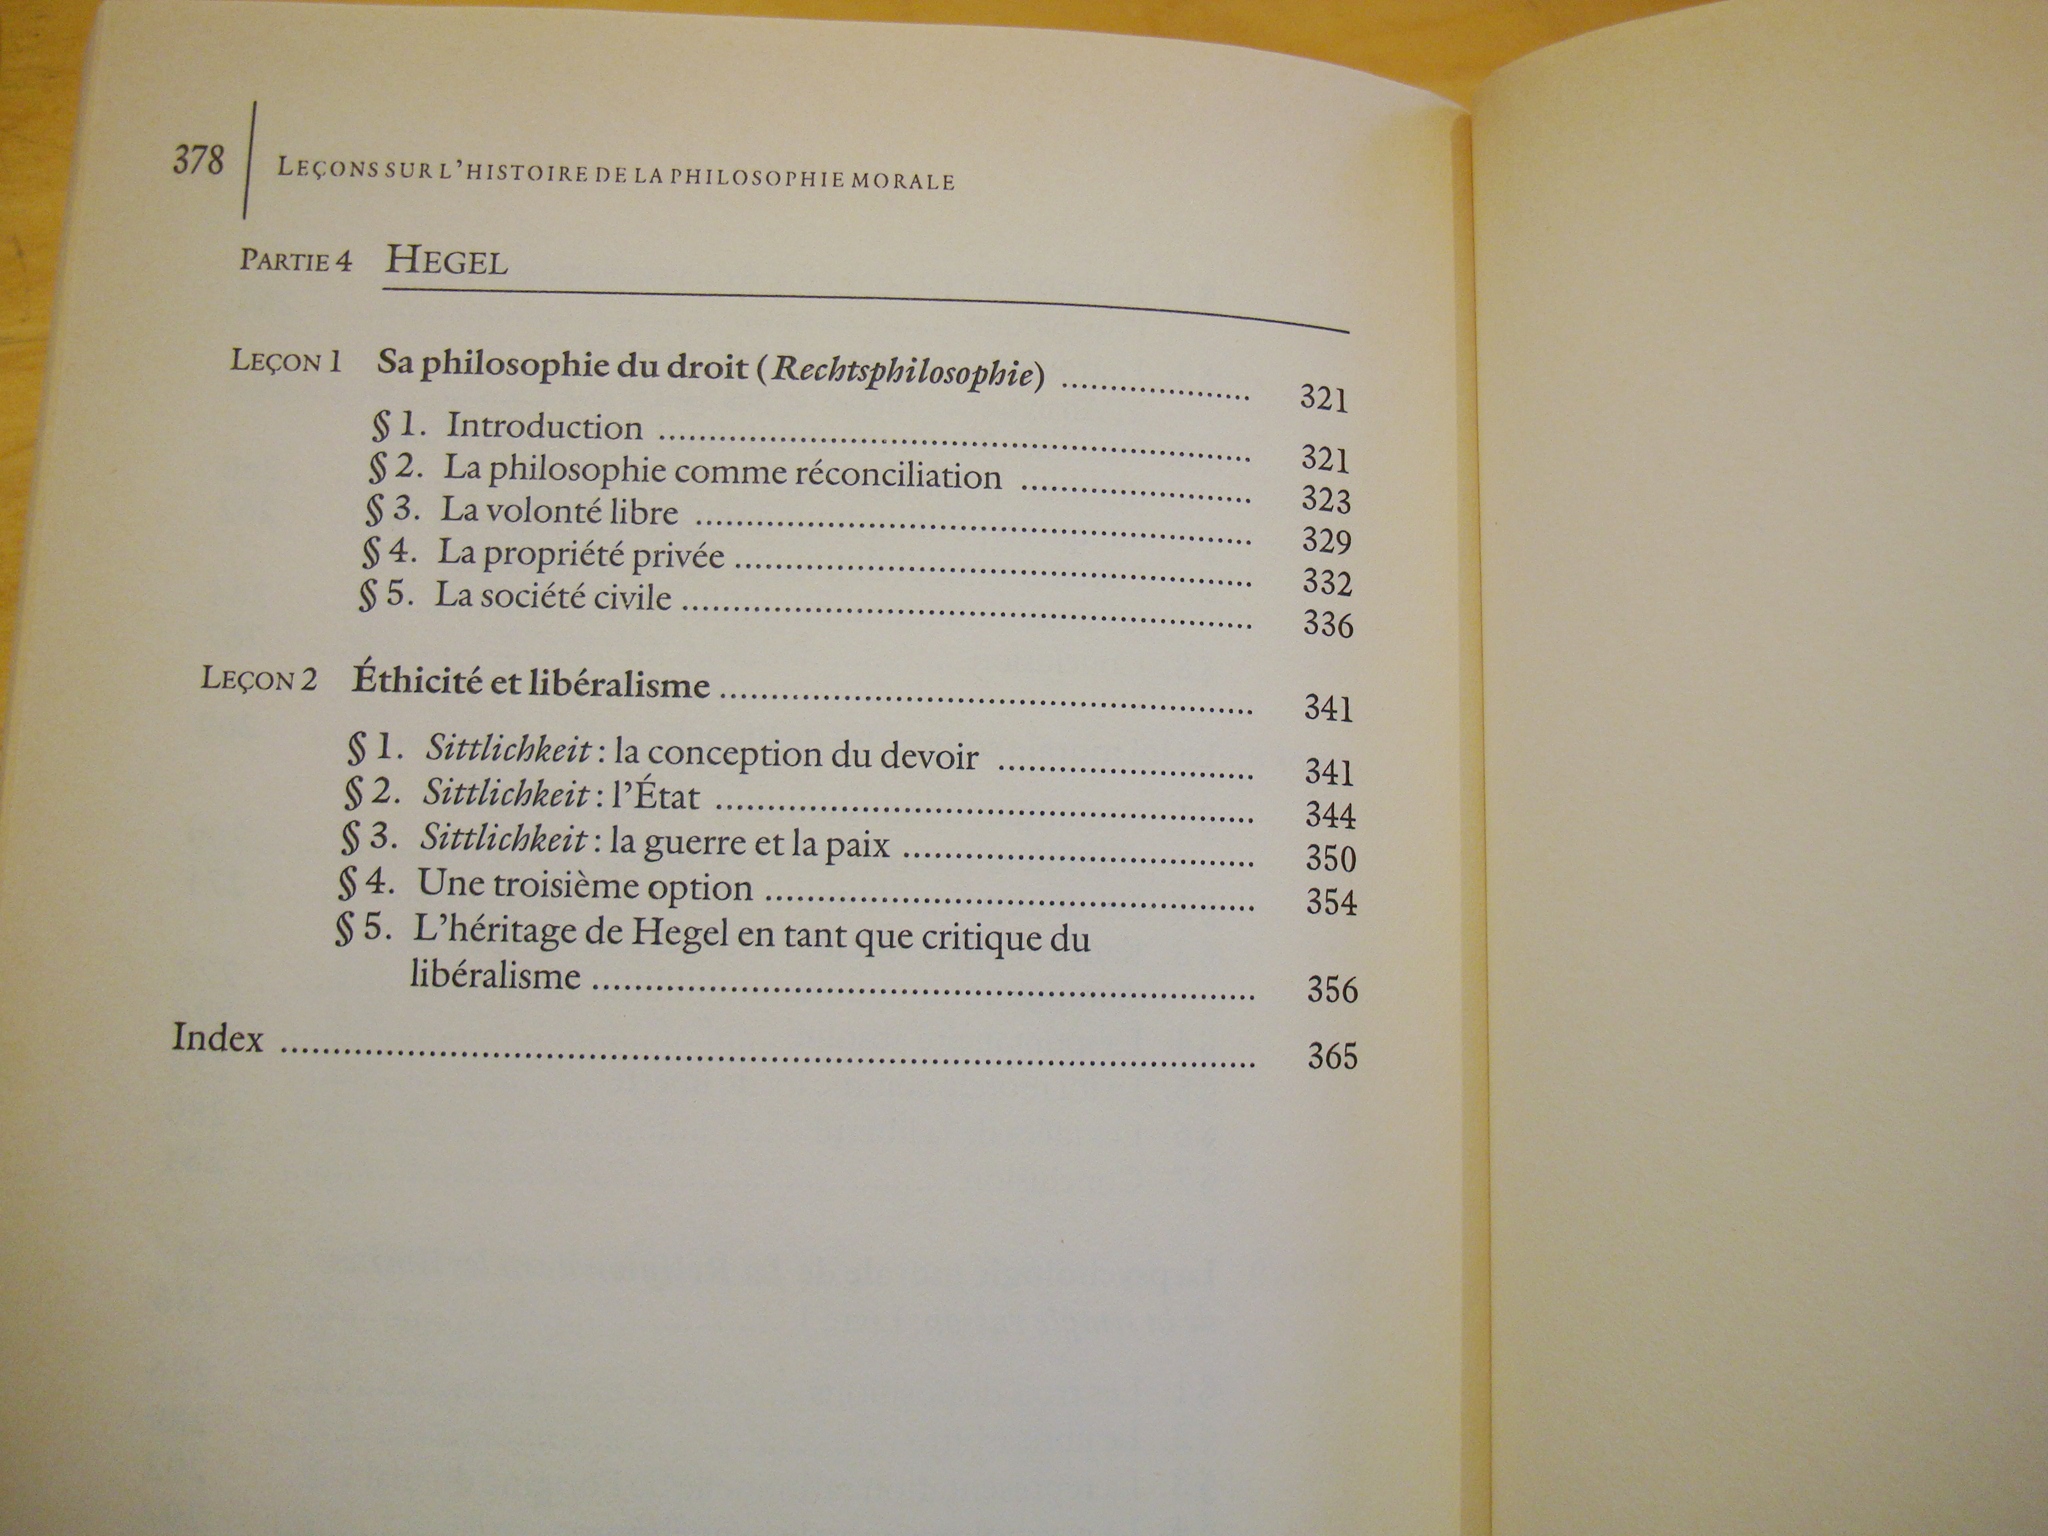 378 LEÇONS SUR L'HISTOIRE DE LA PHILOSOPHIE MORALE
PARTIE 4 HEGEL
LEÇON 1 Sa philosophie du droit (Rechtsphilosophie) .................... 321
§ 1. Introduction .................... 321
§ 2. La philosophie comme réconciliation .................... 323
§ 3. La volonté libre .................... 329
§ 4. La propriété privée .................... 332
§ 5. La société civile .................... 336
LEÇON 2 Éthicité et libéralisme .................... 341
§ 1. Sittlichkeit : la conception du devoir .................... 341
§ 2. Sittlichkeit : l'État .................... 344
§ 3. Sittlichkeit : la guerre et la paix .................... 350
§ 4. Une troisième option .................... 354
§ 5. L'héritage de Hegel en tant que critique du
libéralisme .................... 356
Index .................... 365